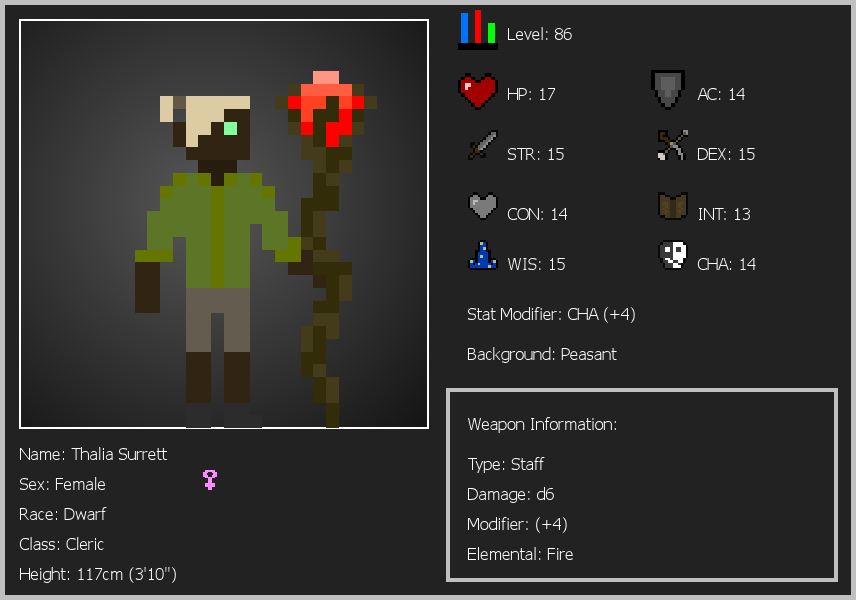 Level: 86
HP: 17
AC: 14
STR: 15
DEX: 15
CON: 14
INT: 13
WIS: 15
CHA: 14
Stat Modifier: CHA (+4)
Background: Peasant
Weapon Information:
Type: Staff
Damage: d6
Modifier: (+4)
Elemental: Fire
Name: Thalia Surrett
Sex: Female
Race: Dwarf
Class: Cleric
Height: 117cm (3'10")